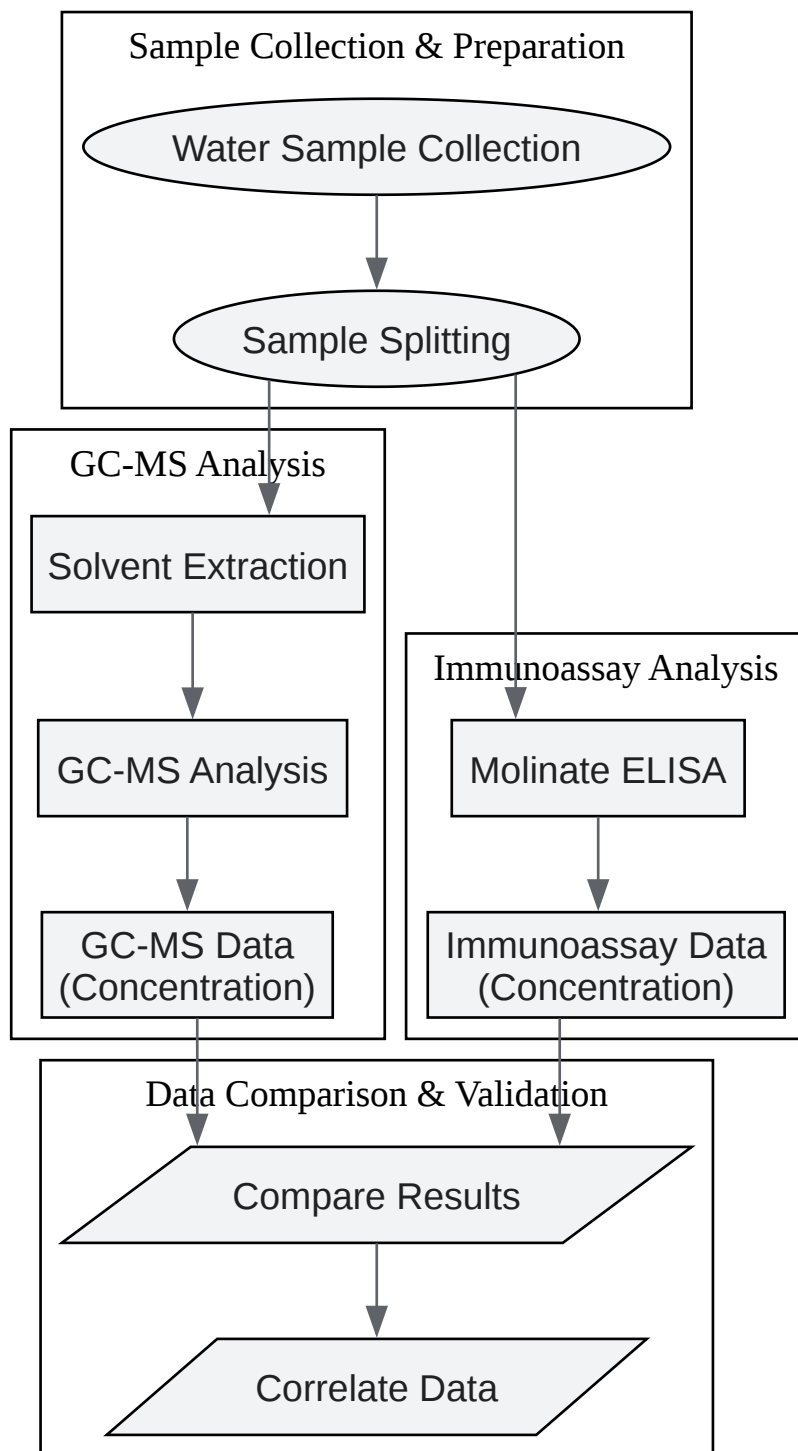 Sample Collection & Preparation
Water Sample Collection
Sample Splitting
GC-MS Analysis
Solvent Extraction
GC-MS Analysis
GC-MS Data
(Concentration)
Immunoassay Analysis
Molinate ELISA
Immunoassay Data
(Concentration)
Data Comparison & Validation
Compare Results
Correlate Data